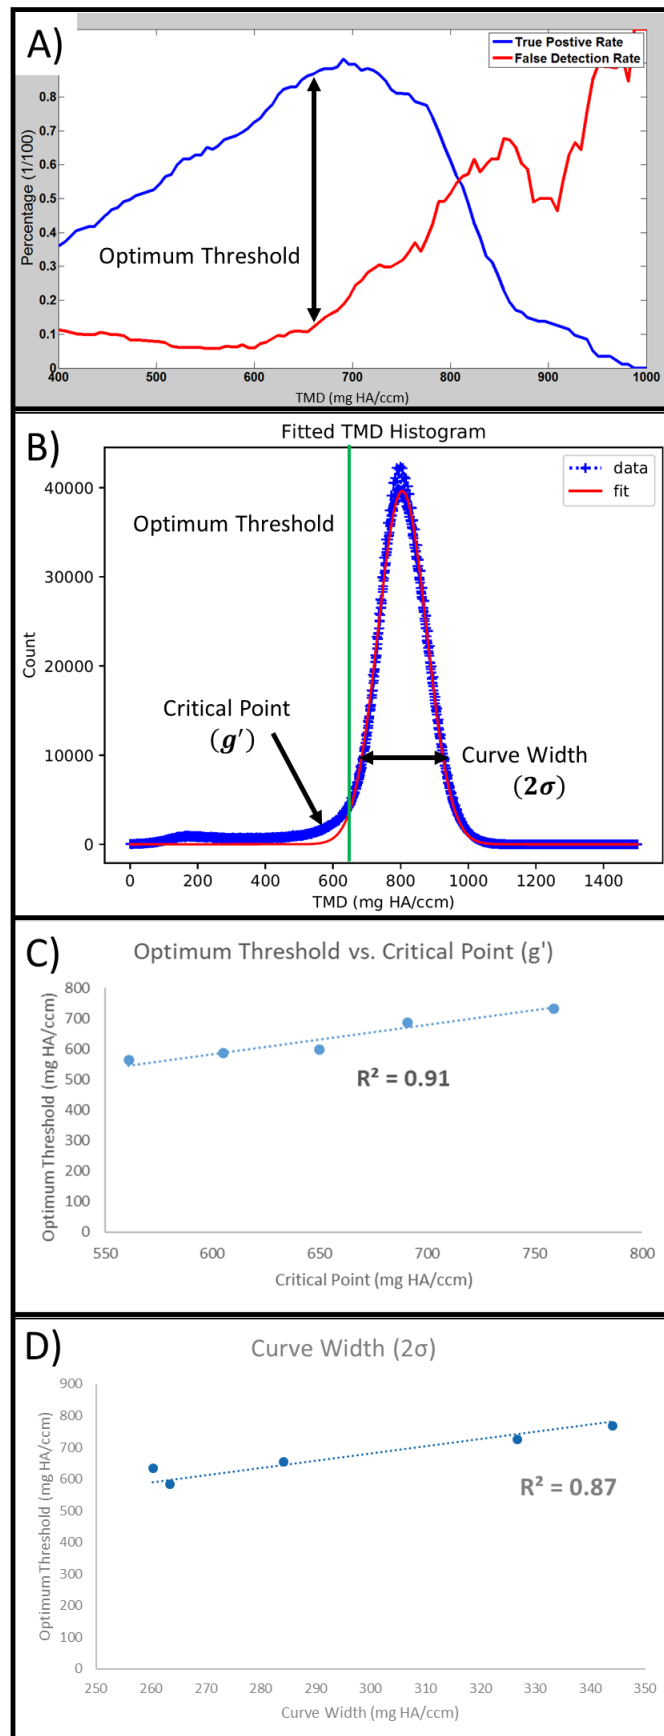 A)
True Postive Rate
False Detection Rate
Percentage (1/100)
0.8
0.7
0.6
0.5
0.4
0.3
0.2
0.1
0
Optimum Threshold
400 500 600 700 800 900 1000
TMD (mg HA/ccm)
B)
Fitted TMD Histogram
data
fit
Optimum Threshold
Count
40000
30000
20000
10000
0
Critical Point
(g′)
Curve Width
(2σ)
0 200 400 600 800 1000 1200 1400
TMD (mg HA/ccm)
C)
Optimum Threshold vs. Critical Point (g')
Optimum Threshold (mg HA/ccm)
800
700
600
500
400
300
200
100
0
R² = 0.91
550 600 650 700 750 800
Critical Point (mg HA/ccm)
D)
Curve Width (2σ)
Optimum Threshold (mg HA/ccm)
900
800
700
600
500
400
300
200
100
0
R² = 0.87
250 260 270 280 290 300 310 320 330 340 350
Curve Width (mg HA/ccm)